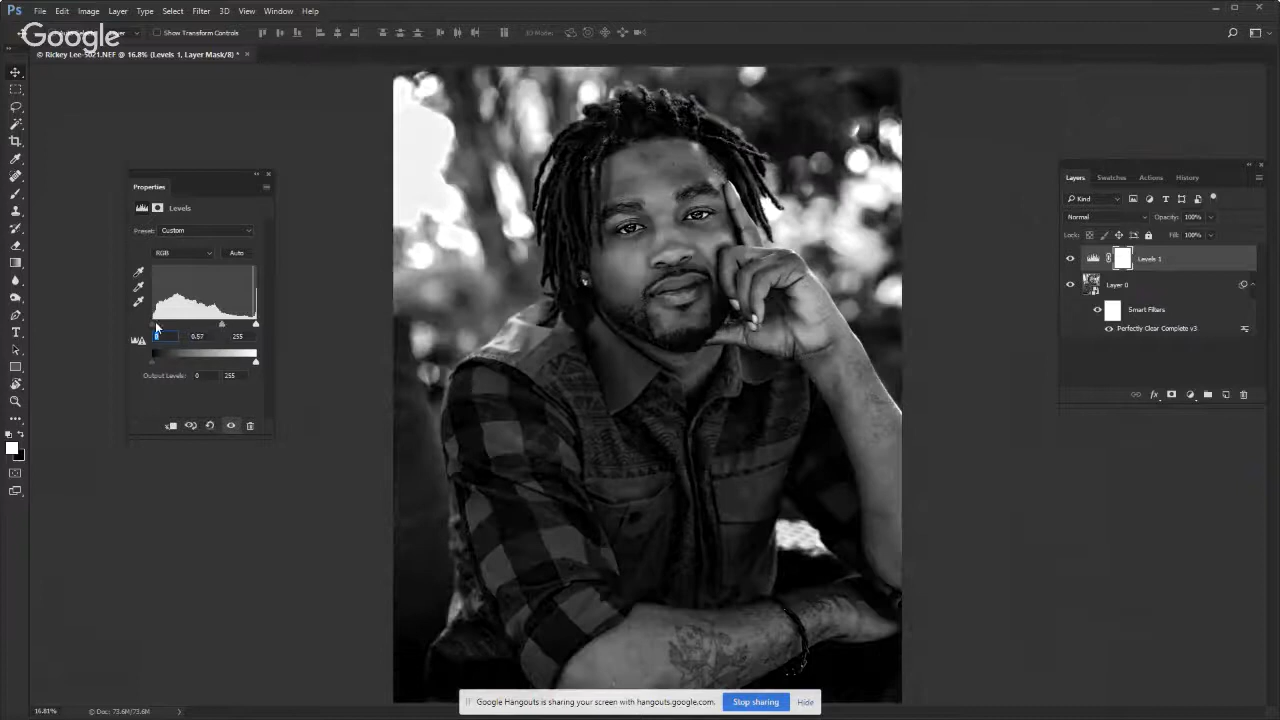 Ps File Edit Image Layer Type Select Filter 3D View Window Help
Google
Show Transform Controls
3D Mode:
© Rickey Lee-5021.NEF @ 16.8% (Levels 1, Layer Mask/8) * ×
Properties
Levels
Preset: Custom
RGB Auto
0.57 255
Output Levels: 0 255
Layers Swatches Actions History
Kind
Normal Opacity: 100%
Lock: Fill: 100%
Levels 1
Layer 0
Smart Filters
Perfectly Clear Complete v3
Google Hangouts is sharing your screen with hangouts.google.com. Stop sharing Hide
16.81% Doc: 73.6M/73.6M